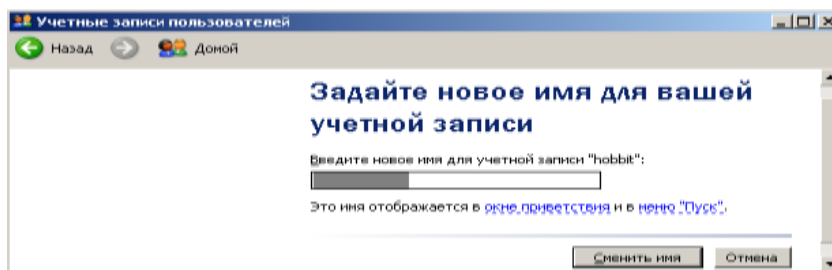 Учетные записи пользователей
Назад Домой
Задайте новое имя для вашей
учетной записи
Введите новое имя для учетной записи "hobbit":
Это имя отображается в окне приветствия и в меню "Пуск".
Сменить имя Отмена